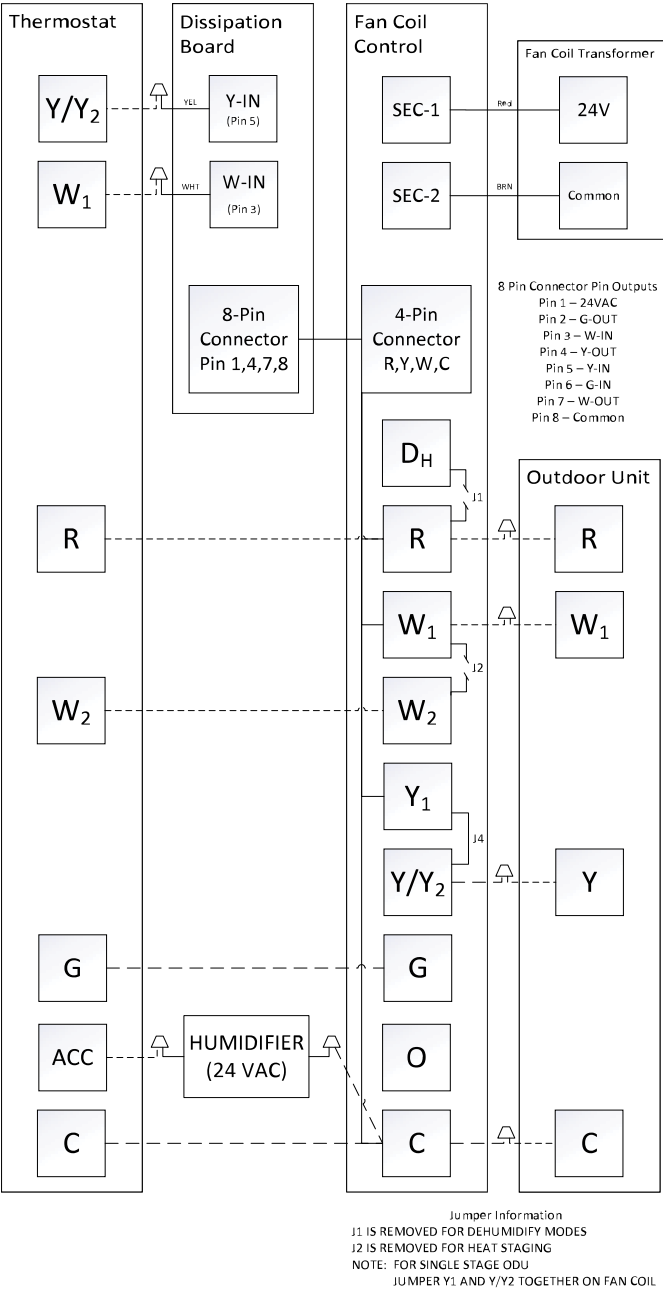 Thermostat
Dissipation
Board
Fan Coil
Control
Fan Coil Transformer
Y/Y2
YEL
Y-IN
(Pin 5)
SEC-1
Red
24V
W1
WHT
W-IN
(Pin 3)
SEC-2
BRN
Common
8-Pin
Connector
Pin 1,4,7,8
4-Pin
Connector
R,Y,W,C
8 Pin Connector Pin Outputs
Pin 1 – 24VAC
Pin 2 – G-OUT
Pin 3 – W-IN
Pin 4 – Y-OUT
Pin 5 – Y-IN
Pin 6 – G-IN
Pin 7 – W-OUT
Pin 8 – Common
DH
J1
Outdoor Unit
R
R
R
W1
W1
J2
W2
W2
Y1
J4
Y/Y2
Y
G
G
ACC
HUMIDIFIER
(24 VAC)
O
C
C
C
Jumper Information
J1 IS REMOVED FOR DEHUMIDIFY MODES
J2 IS REMOVED FOR HEAT STAGING
NOTE: FOR SINGLE STAGE ODU
JUMPER Y1 AND Y/Y2 TOGETHER ON FAN COIL